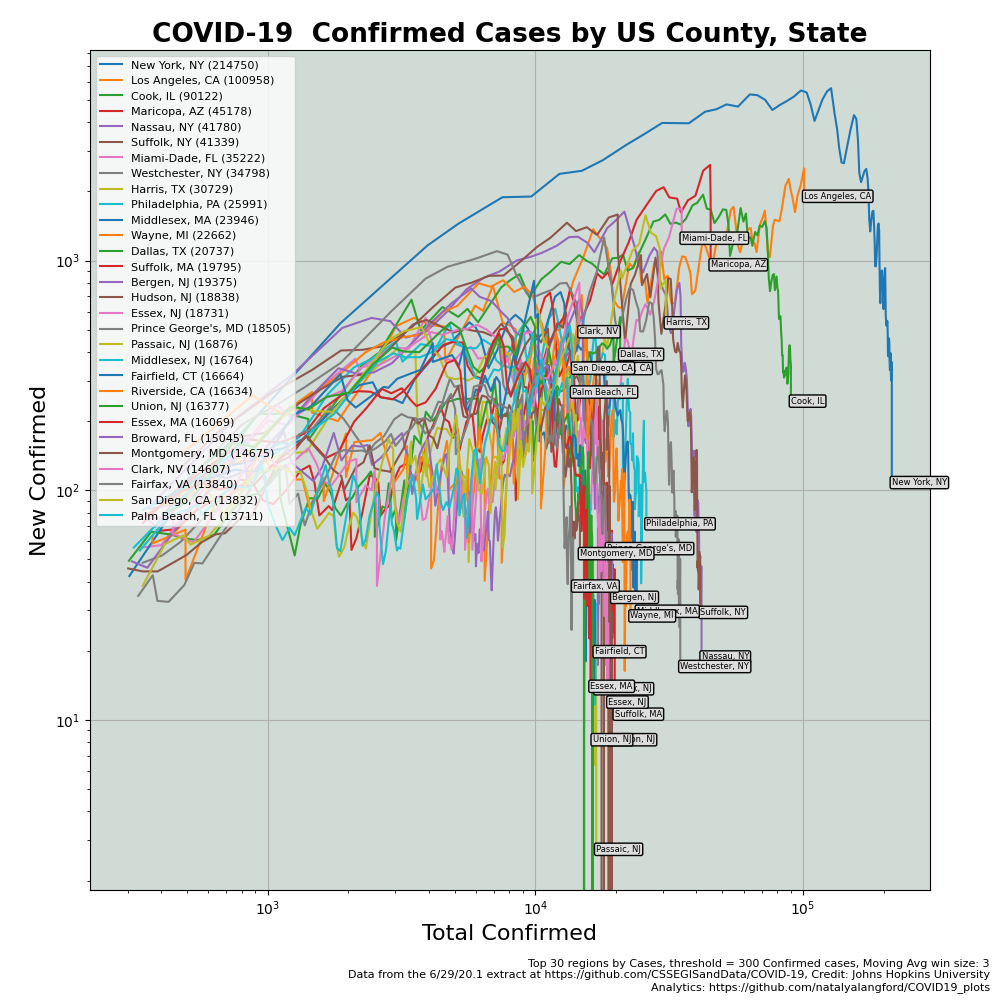 COVID-19  Confirmed Cases by US County, State
New York, NY (214750)
Los Angeles, CA (100958)
Cook, IL (90122)
Maricopa, AZ (45178)
Nassau, NY (41780)
Suffolk, NY (41339)
Miami-Dade, FL (35222)
Westchester, NY (34798)
Harris, TX (30729)
Philadelphia, PA (25991)
Middlesex, MA (23946)
Wayne, MI (22662)
Dallas, TX (20737)
Suffolk, MA (19795)
Bergen, NJ (19375)
Hudson, NJ (18838)
Essex, NJ (18731)
Prince George's, MD (18505)
Passaic, NJ (16876)
Middlesex, NJ (16764)
Fairfield, CT (16664)
Riverside, CA (16634)
Union, NJ (16377)
Essex, MA (16069)
Broward, FL (15045)
Montgomery, MD (14675)
Clark, NV (14607)
Fairfax, VA (13840)
San Diego, CA (13832)
Palm Beach, FL (13711)
Los Angeles, CA
Miami-Dade, FL
Maricopa, AZ
Harris, TX
Clark, NV
Dallas, TX
San Diego, CA , CA
Palm Beach, FL
Cook, IL
New York, NY
Philadelphia, PA
George's, MD
Montgomery, MD
Fairfax, VA
Bergen, NJ
x, MA
Suffolk, NY
Wayne, MI
Fairfield, CT
Nassau, NY
Westchester, NY
Essex, MA , NJ
Essex, NJ
Suffolk, MA
Union, NJ n, NJ
Passaic, NJ
10³
10²
10¹
10³ 10⁴ 10⁵
New Confirmed
Total Confirmed
Top 30 regions by Cases, threshold = 300 Confirmed cases, Moving Avg win size: 3
Data from the 6/29/20.1 extract at https://github.com/CSSEGISandData/COVID-19, Credit: Johns Hopkins University
Analytics: https://github.com/natalyalangford/COVID19_plots